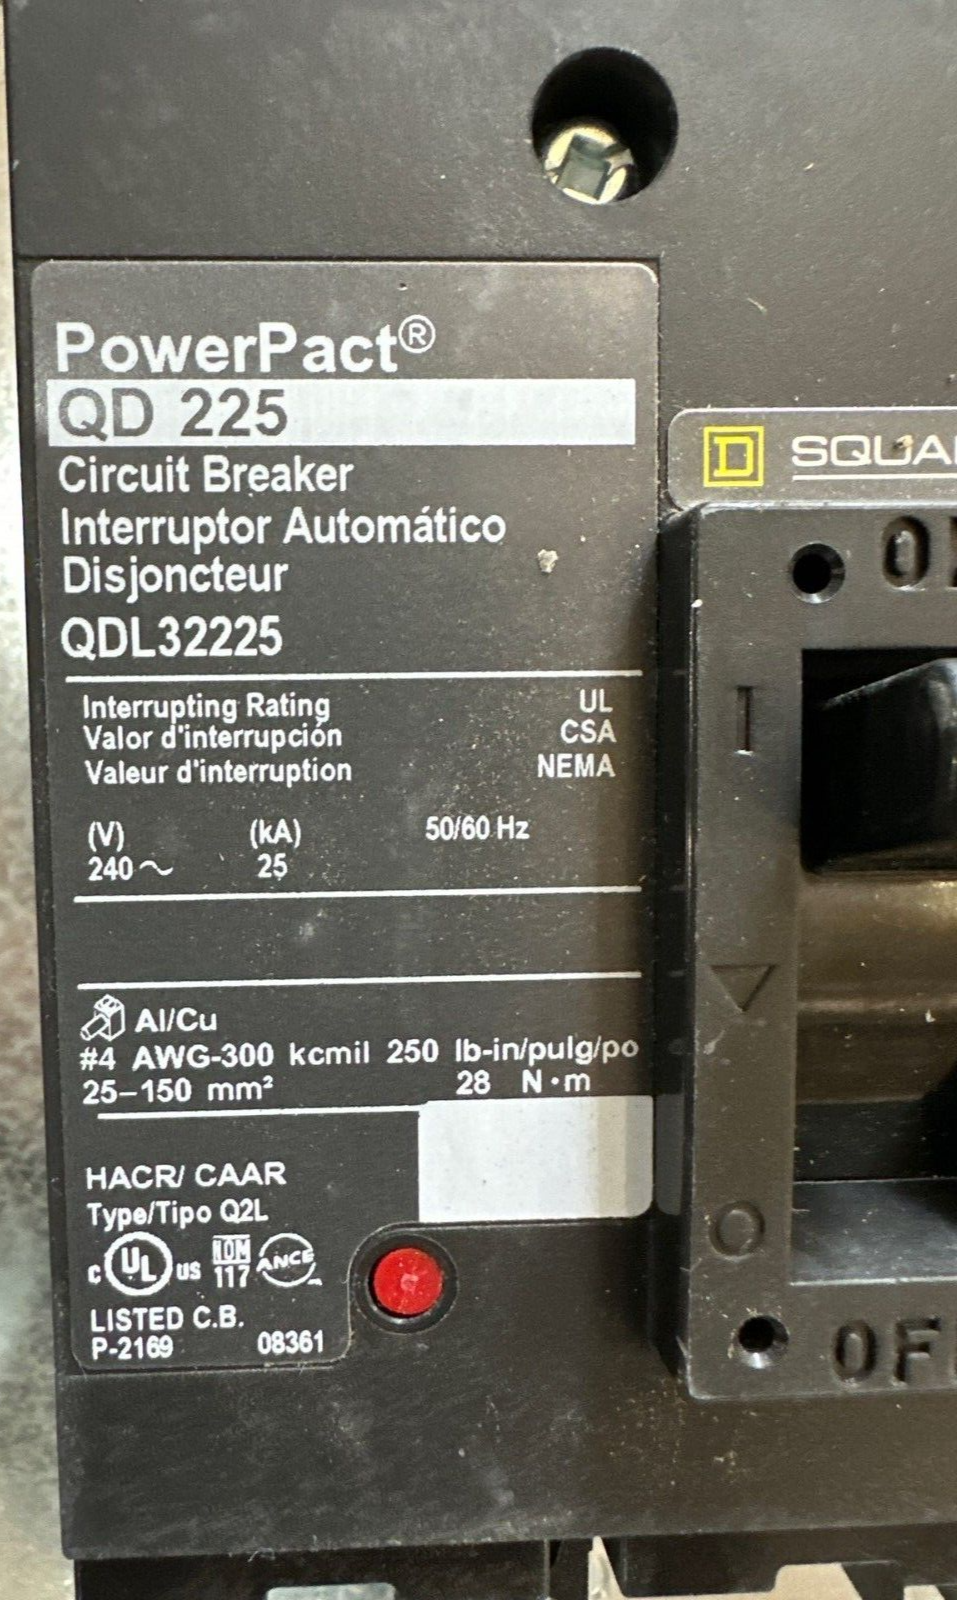 PowerPact®
QD 225
Circuit Breaker
Interruptor Automático
Disjoncteur
QDL32225
Interrupting Rating UL
Valor d'interrupción CSA
Valeur d'interruption NEMA
(V) (kA) 50/60 Hz
240~ 25
Al/Cu
#4 AWG-300 kcmil 250 lb-in/pulg/po
25–150 mm² 28 N•m
HACR/ CAAR
Type/Tipo Q2L
c UL us NOM 117 ANCE
LISTED C.B.
P-2169 08361
D SQUA
I
O
OF